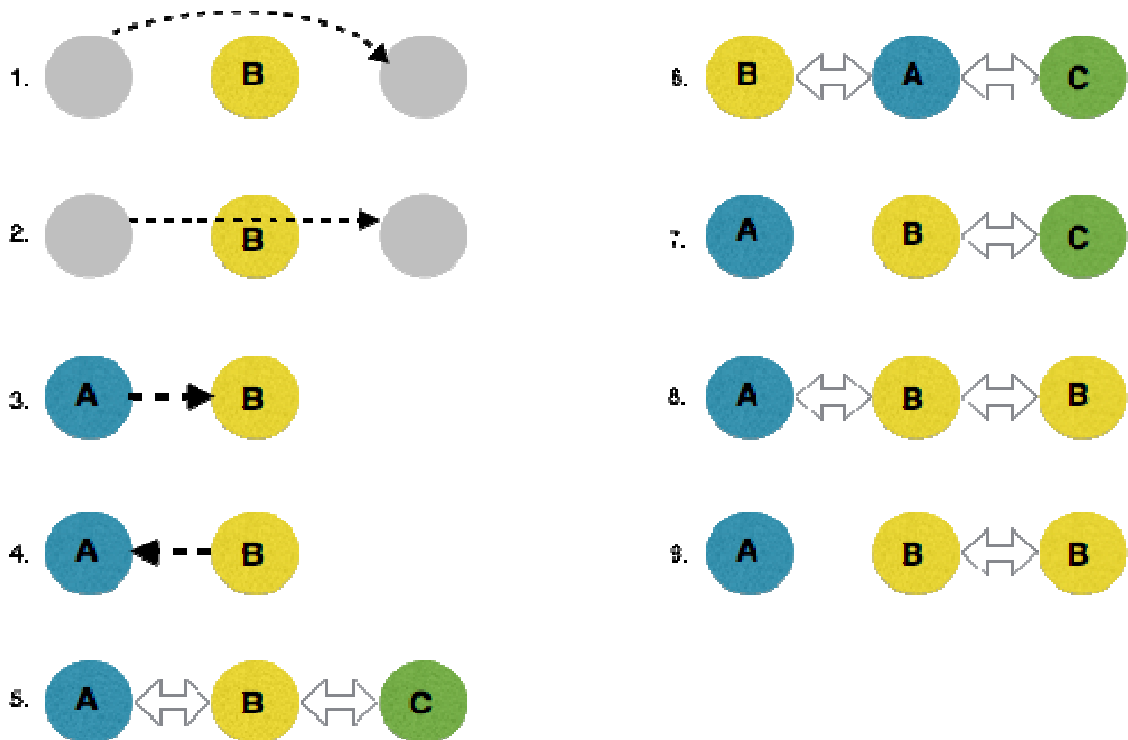 1. B
2. B
3. A B
4. A B
5. A B C
6. B A C
7. A B C
8. A B B
9. A B B